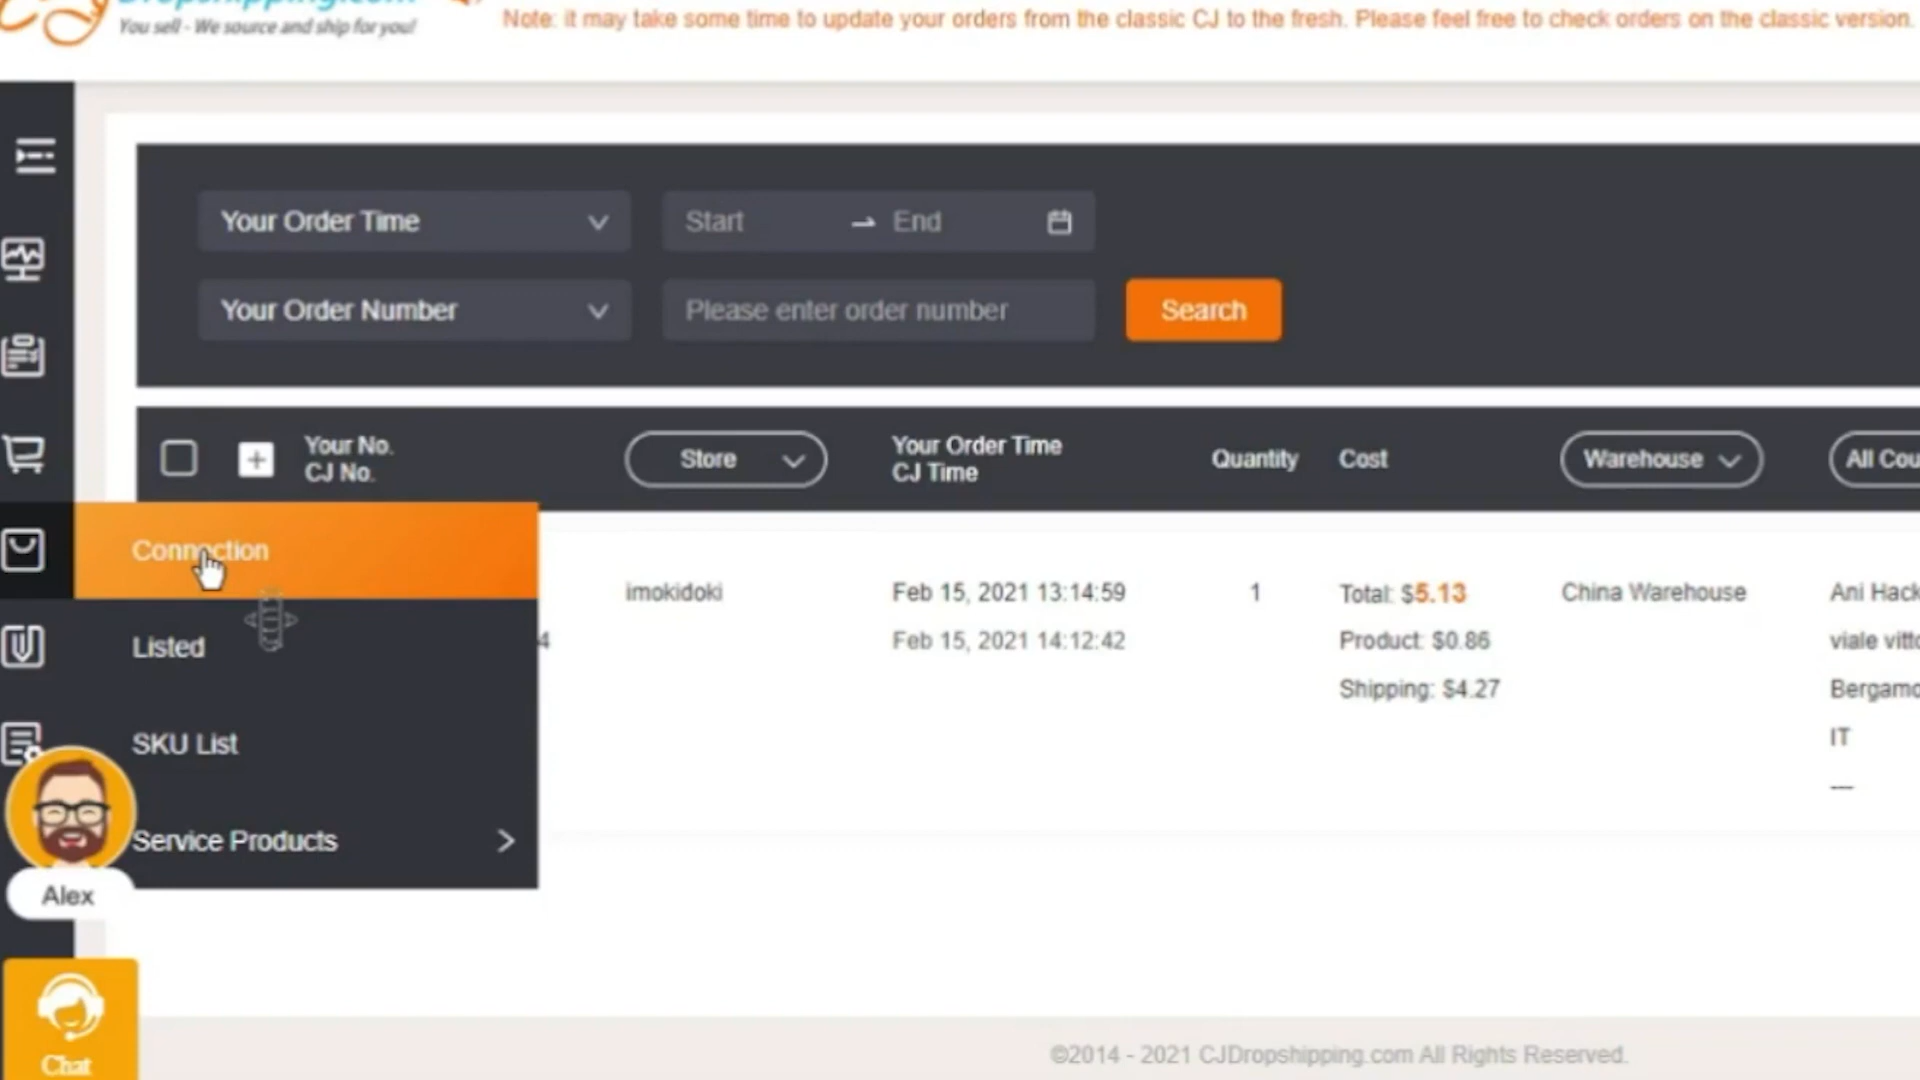 Dropshipping.com
You sell - We source and ship for you!
Note: it may take some time to update your orders from the classic CJ to the fresh. Please feel free to check orders on the classic version.
Your Order Time
Start
End
Your Order Number
Please enter order number
Search
Your No.
CJ No.
Store
Your Order Time
CJ Time
Quantity
Cost
Warehouse
All Cou
Connection
Listed
SKU List
Service Products
4
imokidoki
Feb 15, 2021 13:14:59
Feb 15, 2021 14:12:42
1
Total: $5.13
Product: $0.86
Shipping: $4.27
China Warehouse
Ani Hack
viale vitto
Bergamo
IT
---
Alex
Chat
©2014 - 2021 CJDropshipping.com All Rights Reserved.